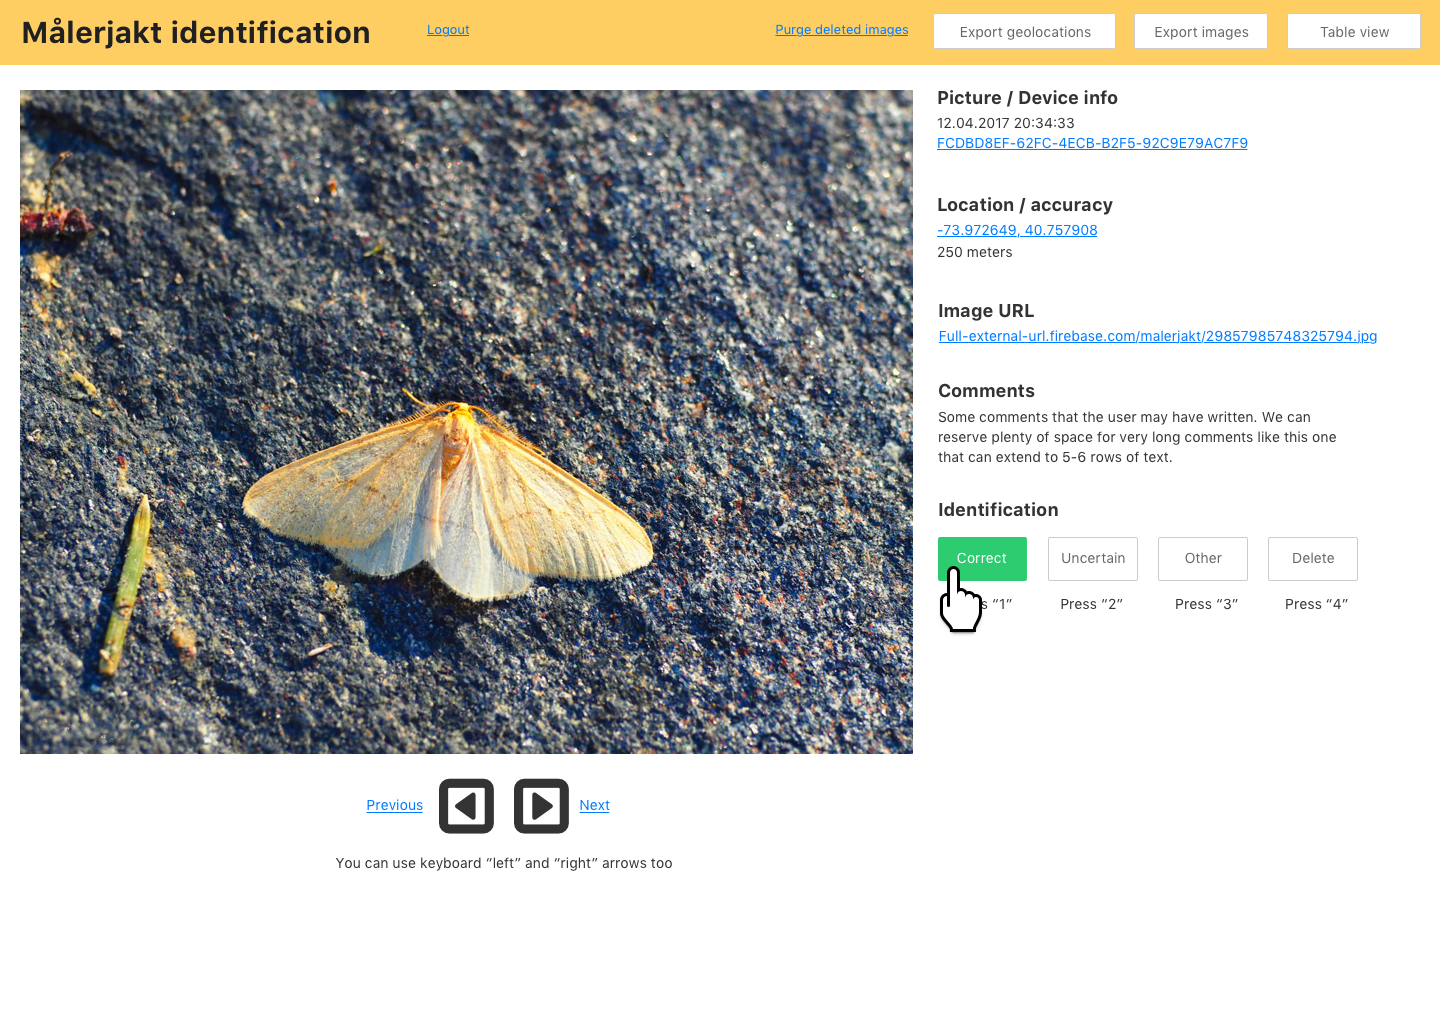 Målerjakt identification
Logout
Purge deleted images
Export geolocations
Export images
Table view
Picture / Device info
12.04.2017 20:34:33
FCDBD8EF-62FC-4ECB-B2F5-92C9E79AC7F9
Location / accuracy
-73.972649, 40.757908
250 meters
Image URL
Full-external-url.firebase.com/malerjakt/29857985748325794.jpg
Comments
Some comments that the user may have written. We can
reserve plenty of space for very long comments like this one
that can extend to 5-6 rows of text.
Identification
Correct
Uncertain
Other
Delete
“1”
Press “2”
Press “3”
Press “4”
Previous
Next
You can use keyboard “left” and “right” arrows too